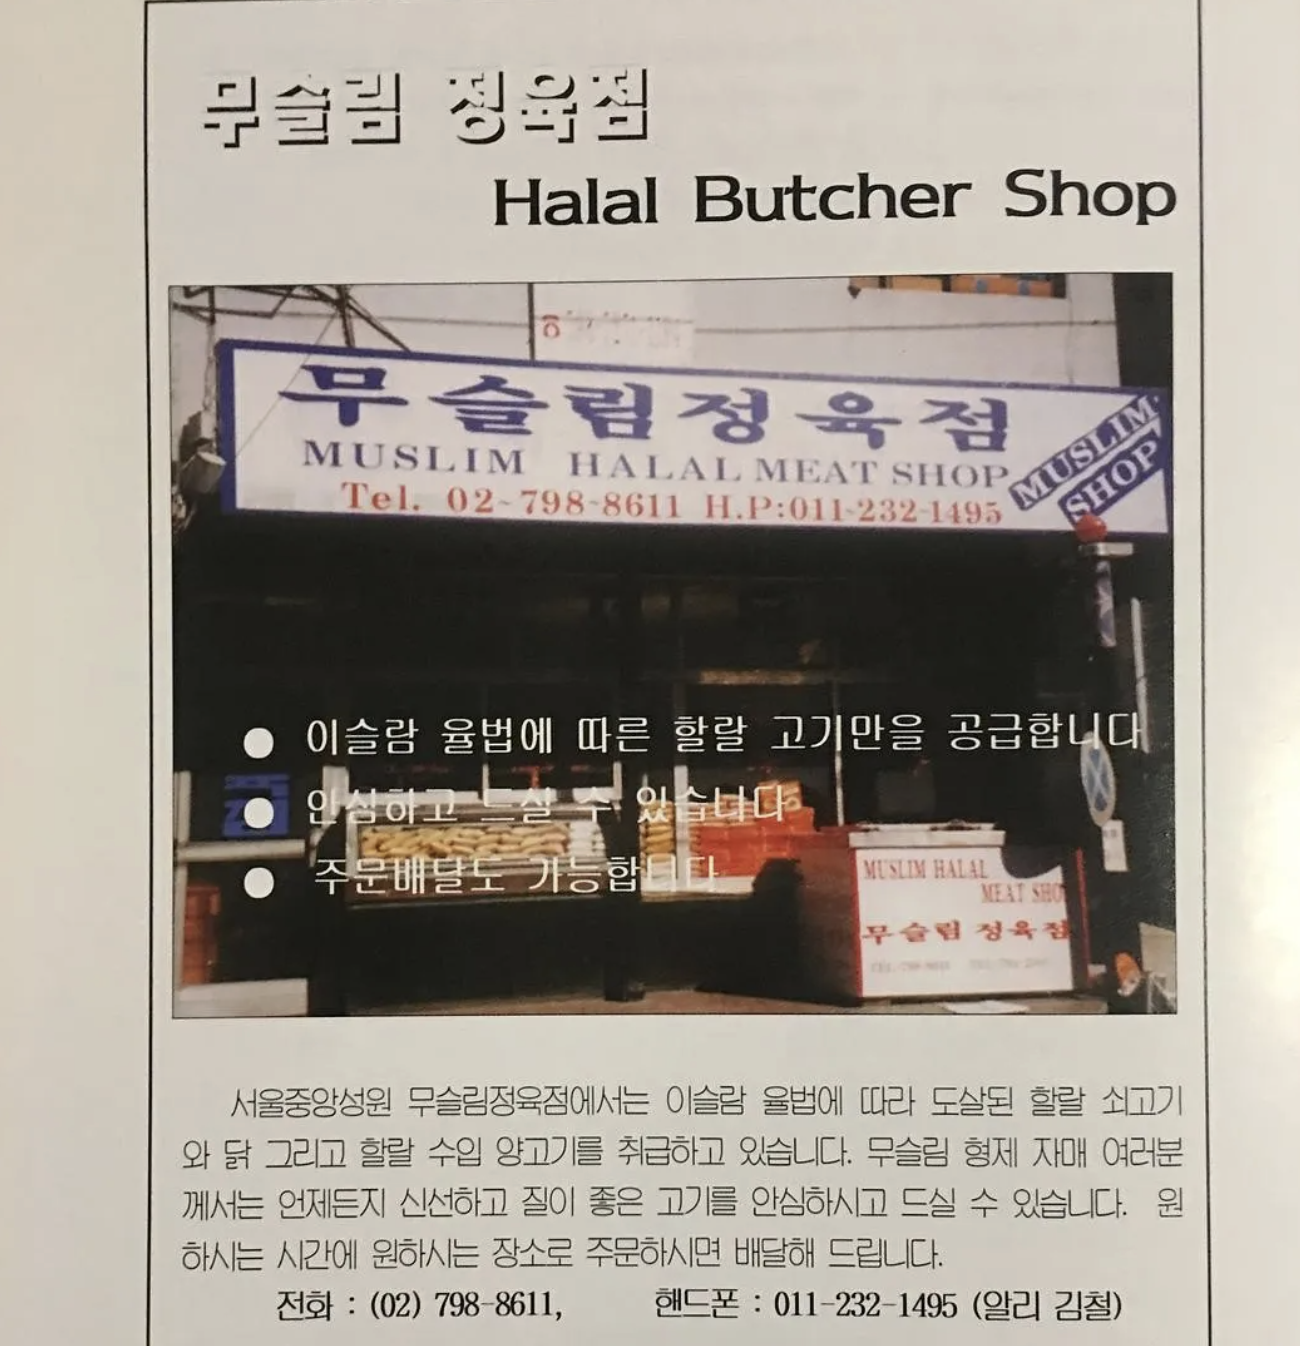 무슬림 정육점
Halal Butcher Shop
무슬림정육점
MUSLIM HALAL MEAT SHOP
MUSLIM
SHOP
Tel. 02-798-8611 H.P:011-232-1495
● 이슬람 율법에 따른 할랄 고기만을 공급합니다
● 안심하고 드실 수 있습니다
● 주문배달도 가능합니다
MUSLIM HALAL
MEAT SHO
무슬림 정육점
서울중앙성원 무슬림정육점에서는 이슬람 율법에 따라 도살된 할랄 쇠고기
와 닭 그리고 할랄 수입 양고기를 취급하고 있습니다. 무슬림 형제 자매 여러분
께서는 언제든지 신선하고 질이 좋은 고기를 안심하시고 드실 수 있습니다. 원
하시는 시간에 원하시는 장소로 주문하시면 배달해 드립니다.
전화 : (02) 798-8611, 핸드폰 : 011-232-1495 (알리 김철)